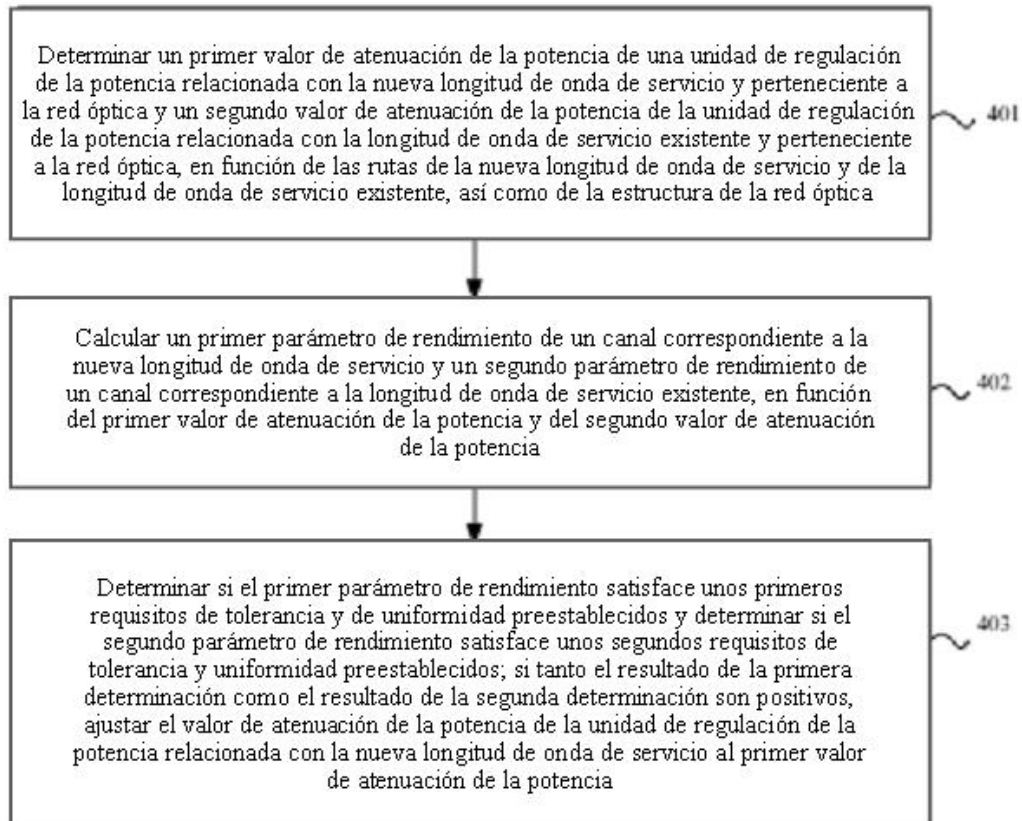 Determinar un primer valor de atenuación de la potencia de una unidad de regulación
de la potencia relacionada con la nueva longitud de onda de servicio y perteneciente a
la red óptica y un segundo valor de atenuación de la potencia de la unidad de regulación
de la potencia relacionada con la longitud de onda de servicio existente y perteneciente
a la red óptica, en función de las rutas de la nueva longitud de onda de servicio y de la
longitud de onda de servicio existente, así como de la estructura de la red óptica
401
Calcular un primer parámetro de rendimiento de un canal correspondiente a la
nueva longitud de onda de servicio y un segundo parámetro de rendimiento de
un canal correspondiente a la longitud de onda de servicio existente, en función
del primer valor de atenuación de la potencia y del segundo valor de atenuación
de la potencia
402
Determinar si el primer parámetro de rendimiento satisface unos primeros
requisitos de tolerancia y de uniformidad preestablecidos y determinar si el
segundo parámetro de rendimiento satisface unos segundos requisitos de
tolerancia y uniformidad preestablecidos; si tanto el resultado de la primera
determinación como el resultado de la segunda determinación son positivos,
ajustar el valor de atenuación de la potencia de la unidad de regulación de la
potencia relacionada con la nueva longitud de onda de servicio al primer valor
de atenuación de la potencia
403